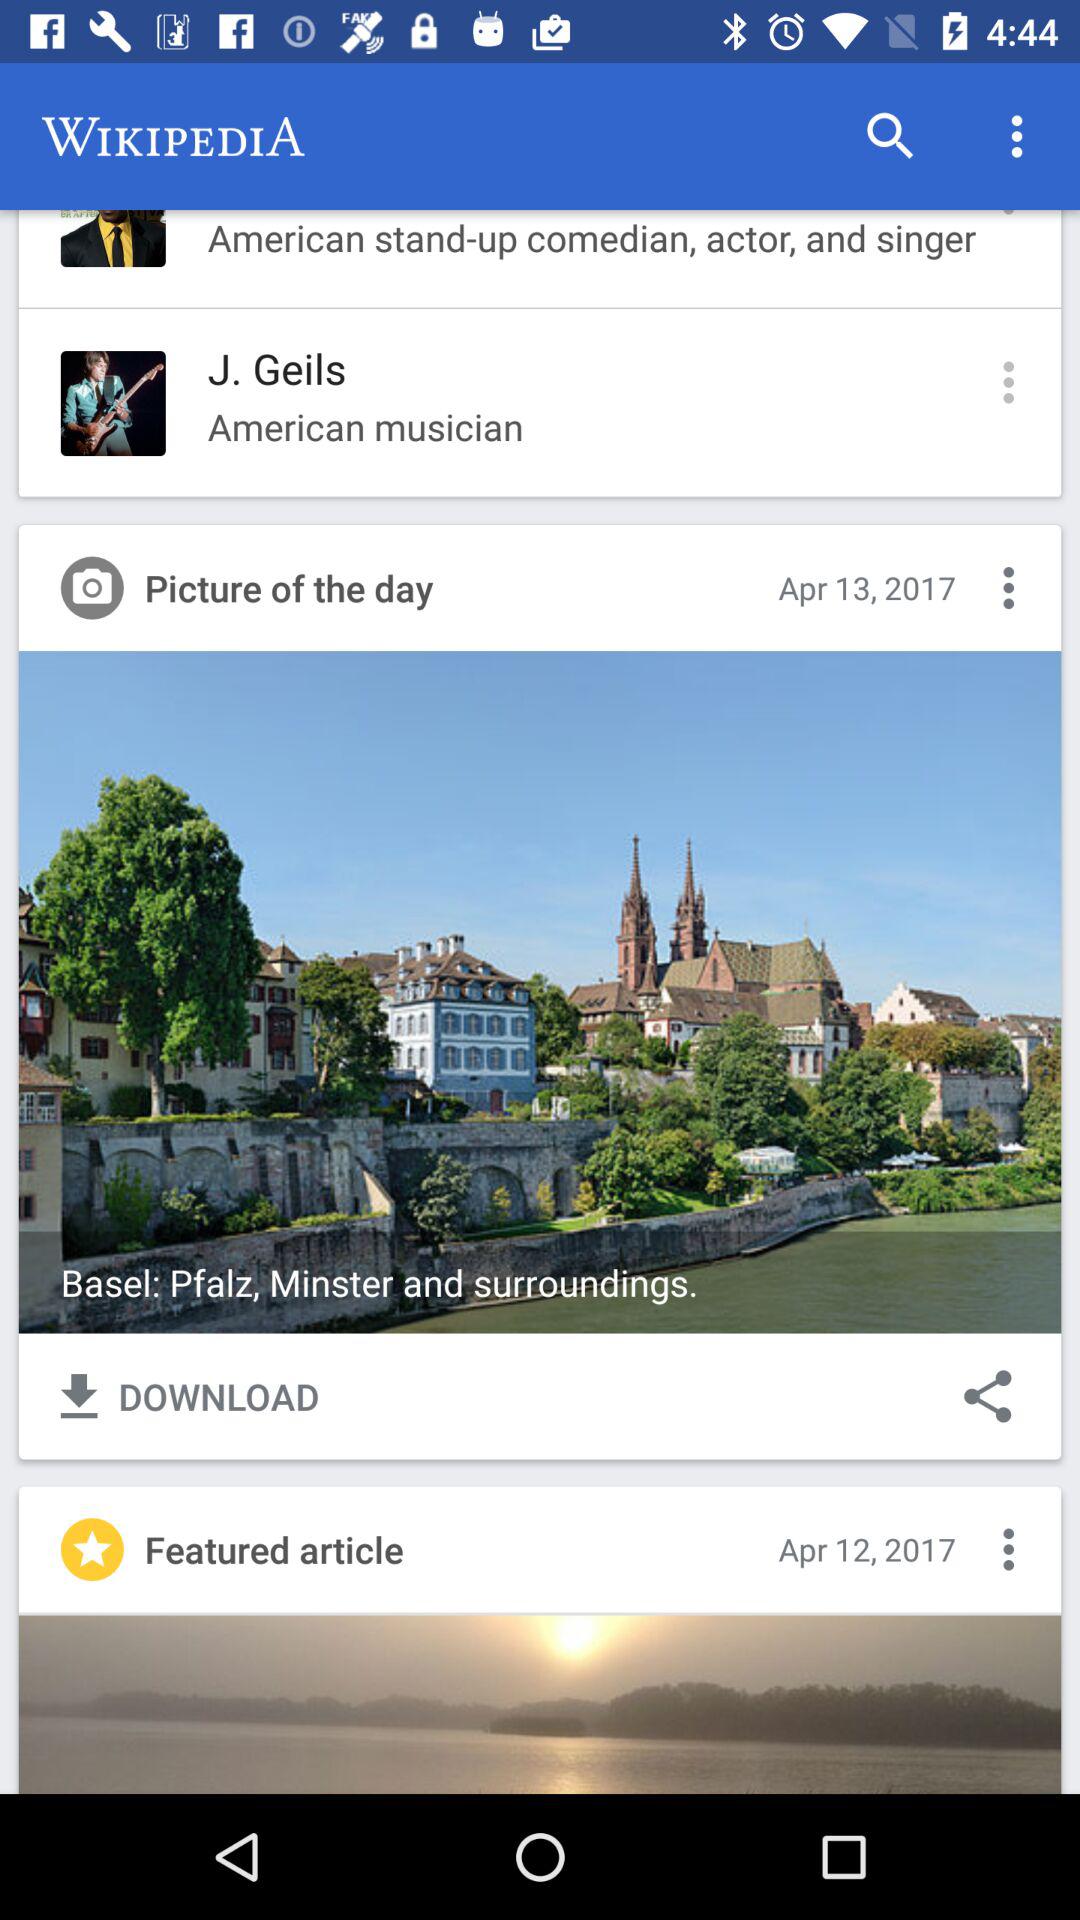 FAKE
4:44
WIKIPEDIA
American stand-up comedian, actor, and singer
J. Geils
American musician
Picture of the day
Apr 13, 2017
Basel: Pfalz, Minster and surroundings.
DOWNLOAD
Featured article
Apr 12, 2017